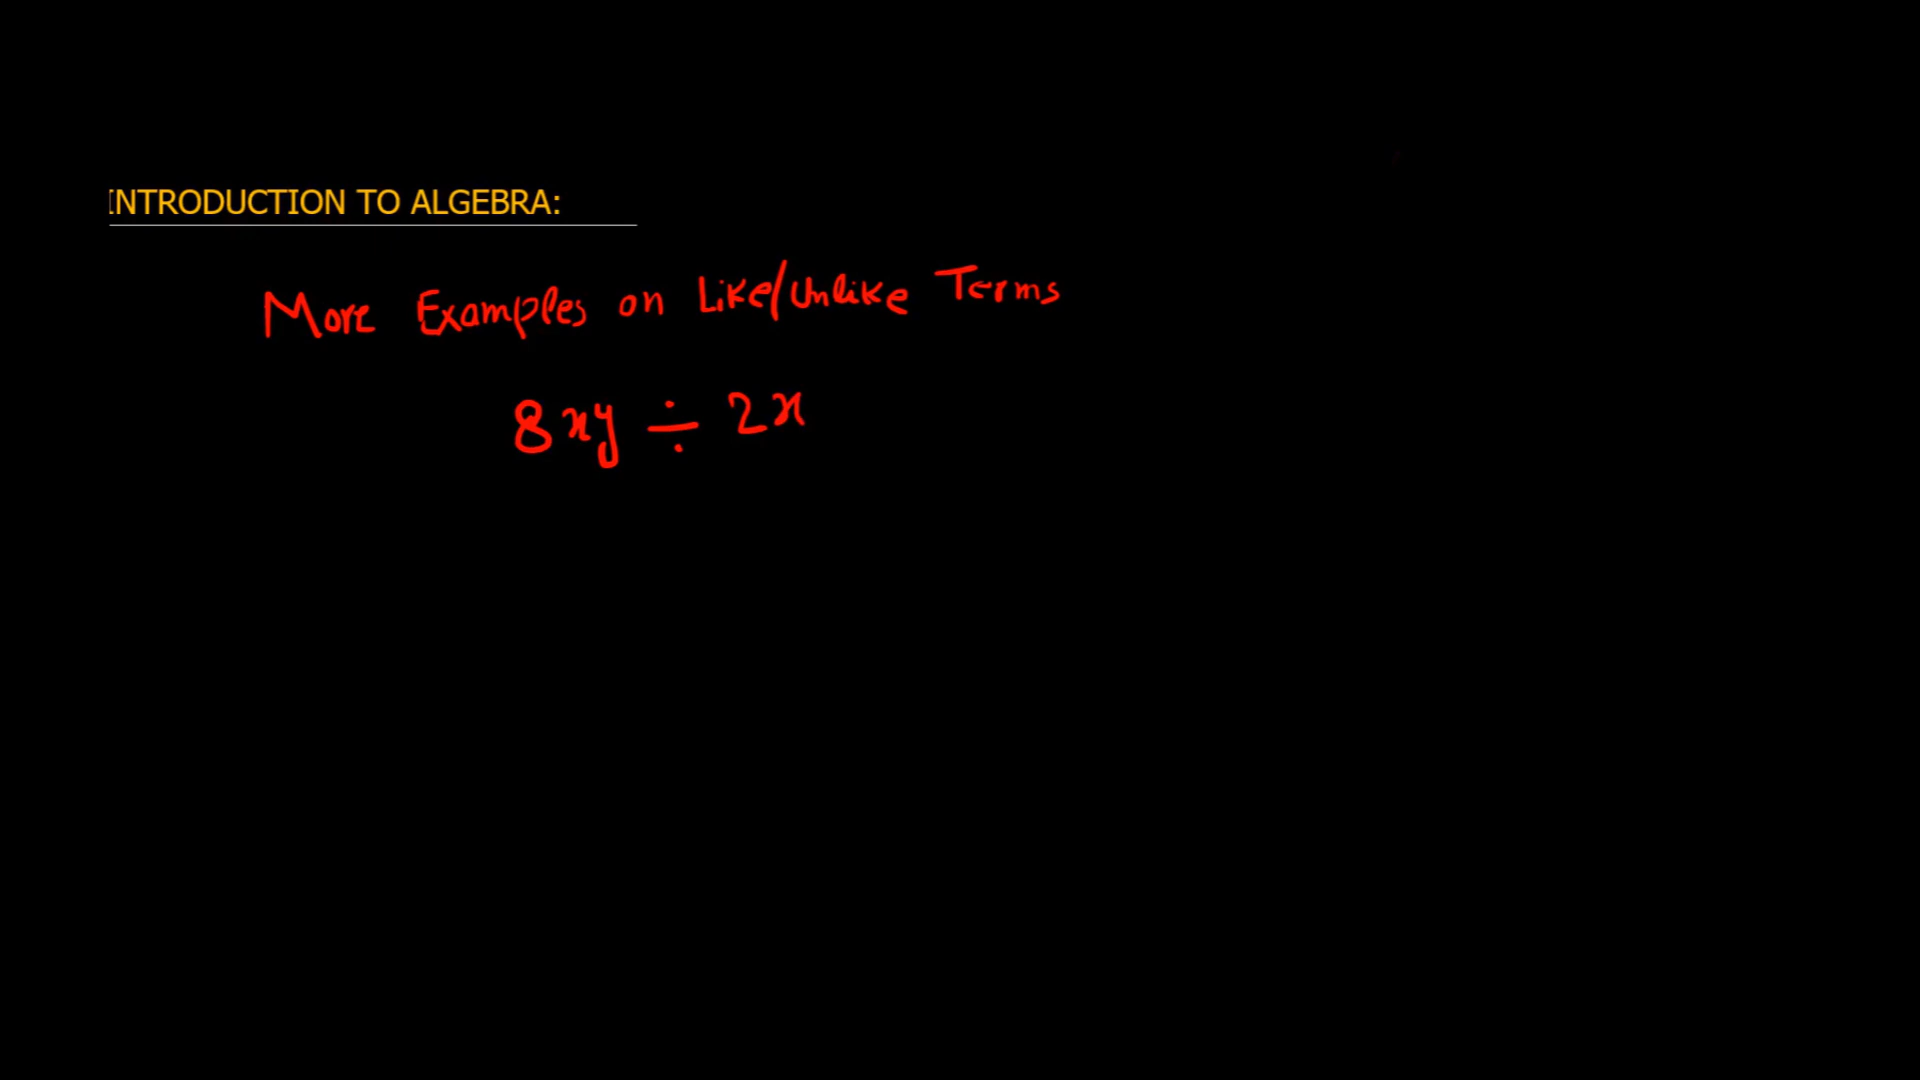 INTRODUCTION TO ALGEBRA:
More Examples on Like/Unlike Terms
8xy ÷ 2x